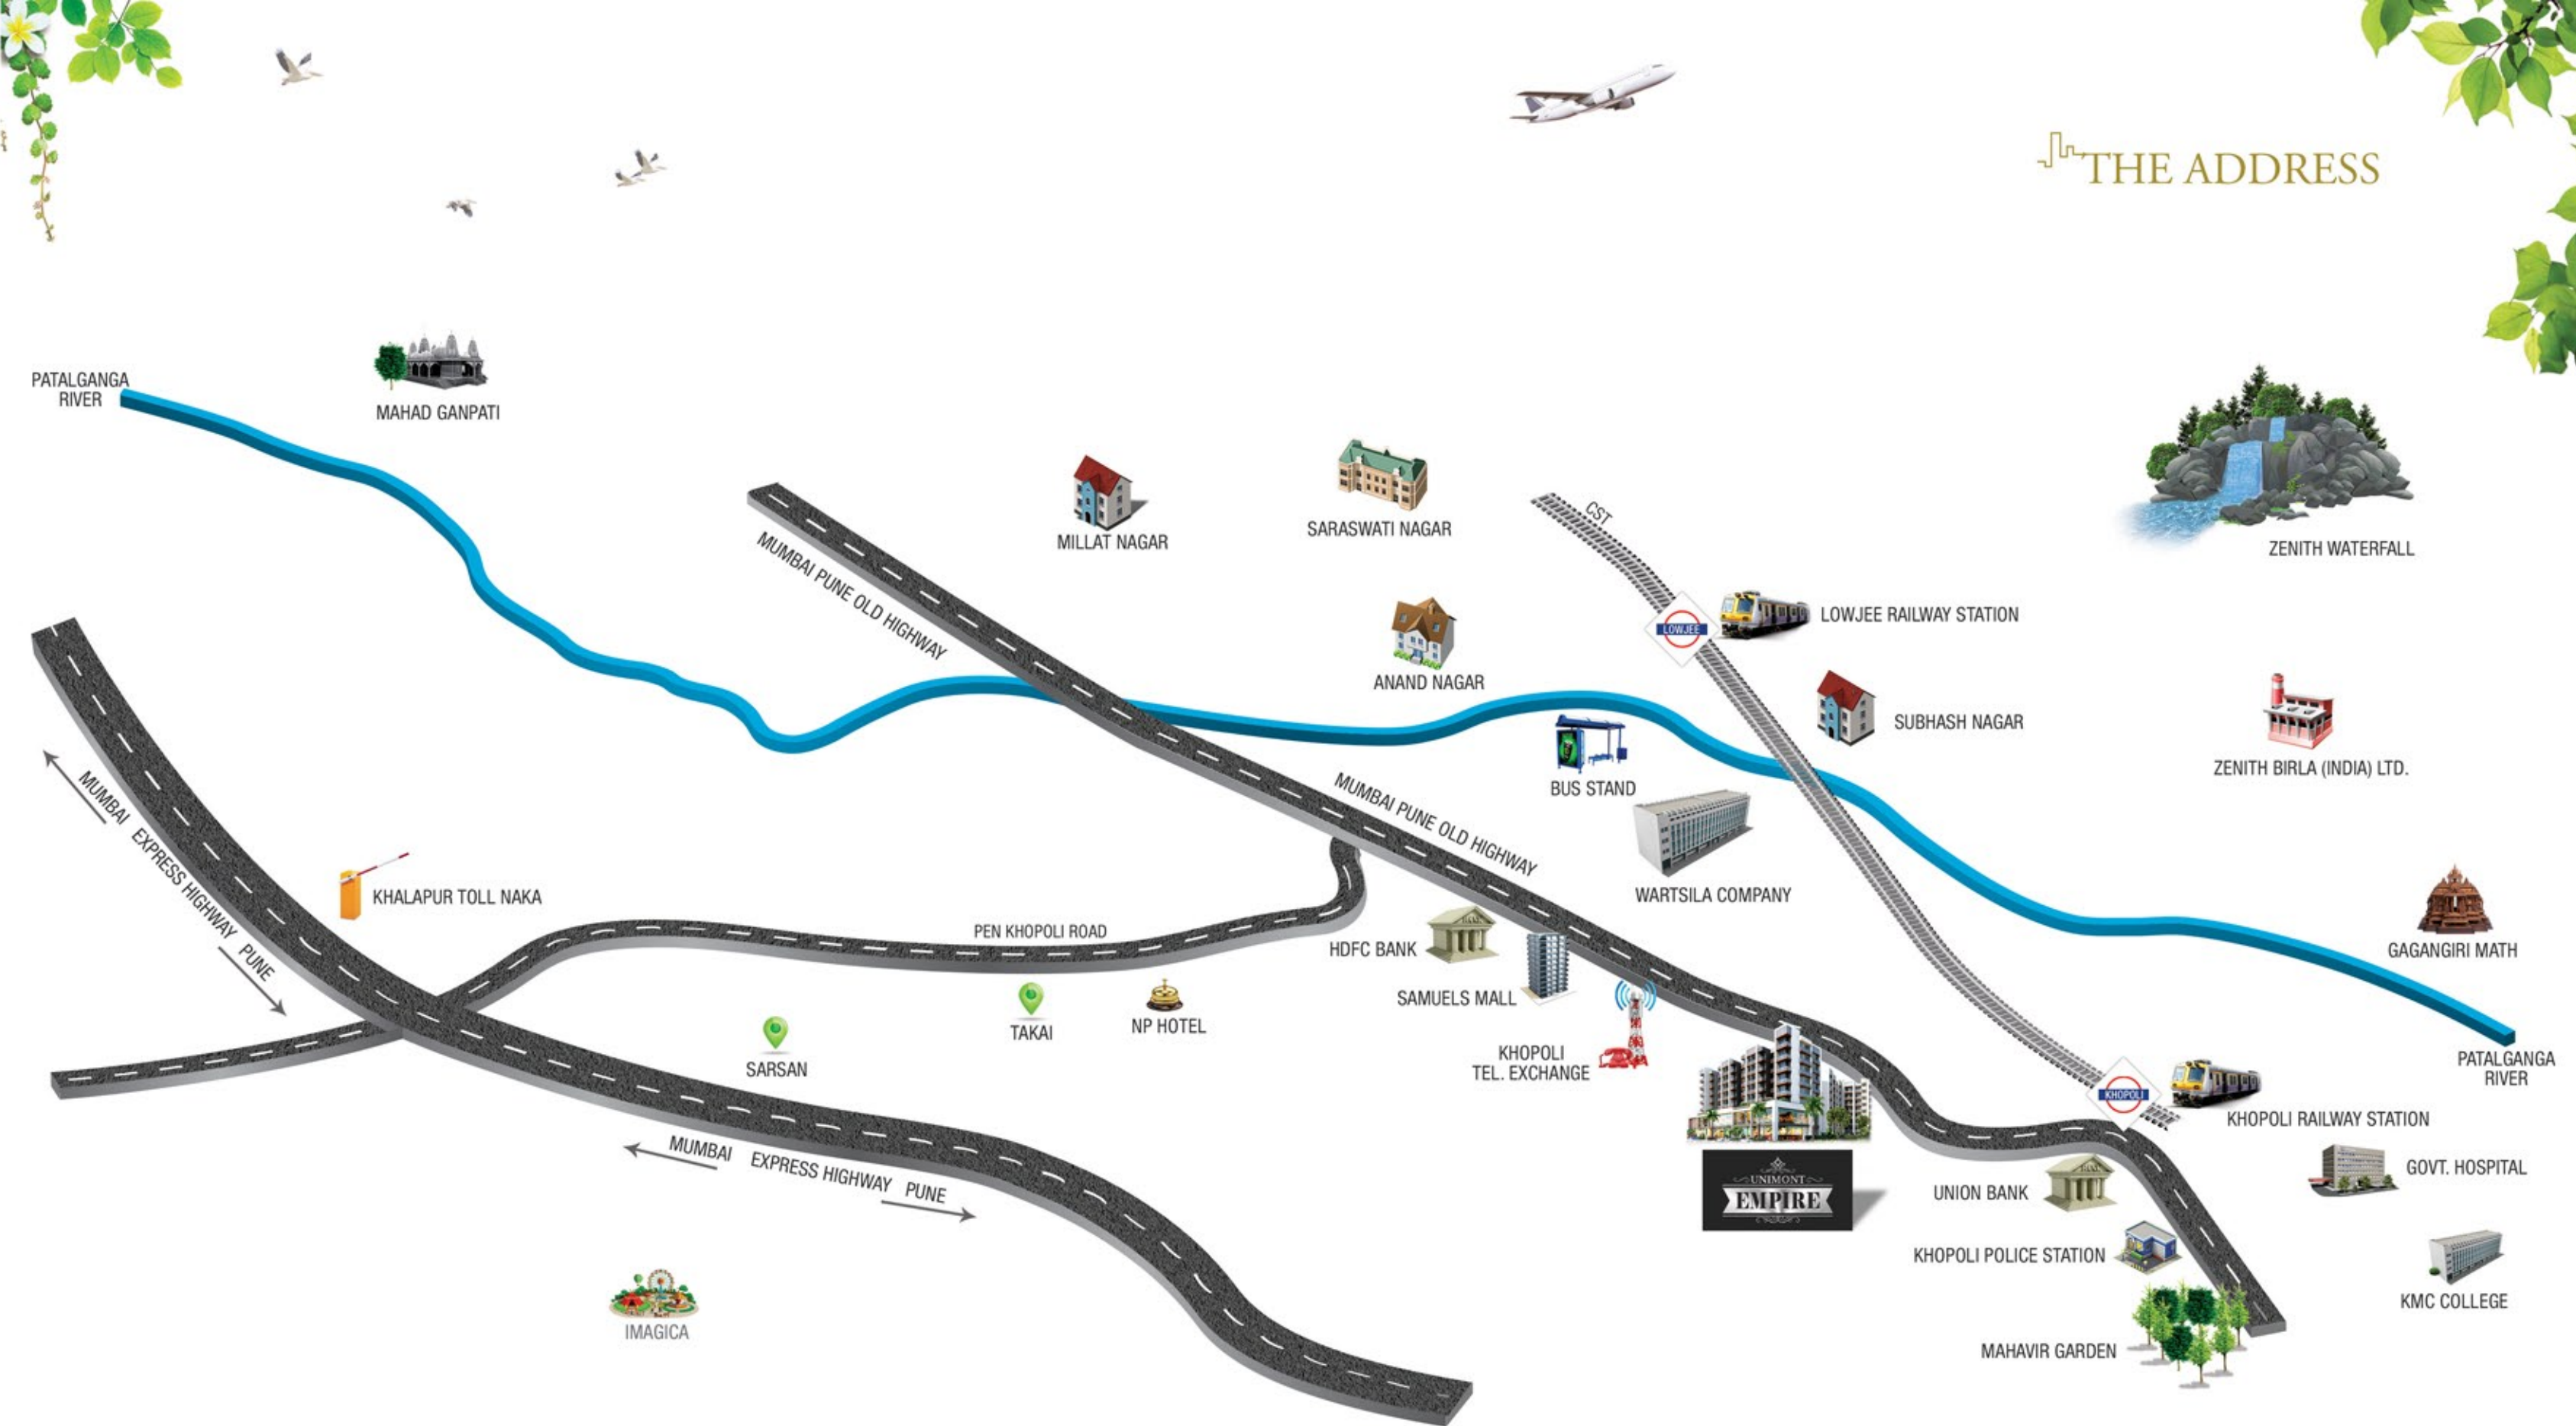 THE ADDRESS
PATALGANGA
RIVER
MAHAD GANPATI
MUMBAI PUNE OLD HIGHWAY
MILLAT NAGAR
SARASWATI NAGAR
CST
ZENITH WATERFALL
LOWJEE
LOWJEE RAILWAY STATION
ANAND NAGAR
SUBHASH NAGAR
ZENITH BIRLA (INDIA) LTD.
BUS STAND
MUMBAI PUNE OLD HIGHWAY
WARTSILA COMPANY
MUMBAI EXPRESS HIGHWAY PUNE
KHALAPUR TOLL NAKA
PEN KHOPOLI ROAD
HDFC BANK
BANK
GAGANGIRI MATH
SAMUELS MALL
TAKAI
NP HOTEL
SARSAN
KHOPOLI
TEL. EXCHANGE
PATALGANGA
RIVER
KHOPOLI
KHOPOLI RAILWAY STATION
MUMBAI EXPRESS HIGHWAY PUNE
UNIMONT
EMPIRE
UNION BANK
BANK
GOVT. HOSPITAL
KHOPOLI POLICE STATION
KMC COLLEGE
IMAGICA
MAHAVIR GARDEN